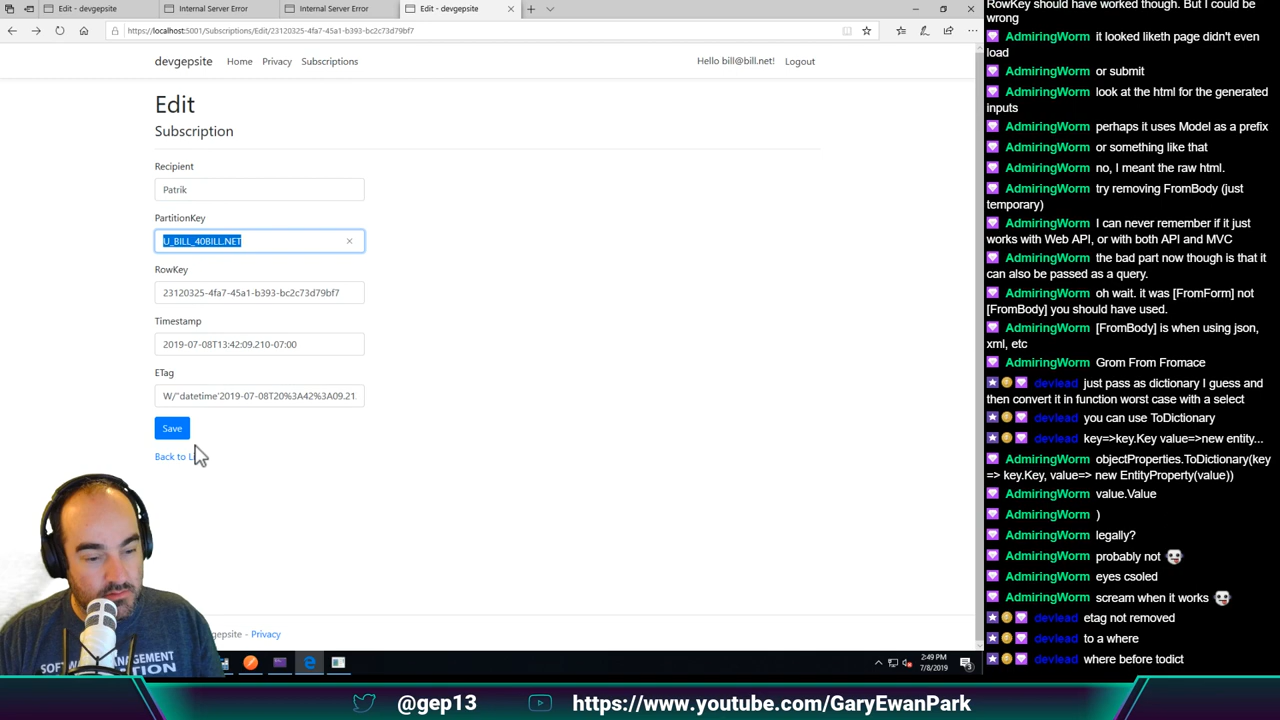 Edit - devgepsite
Internal Server Error
Internal Server Error
Edit - devgepsite
https://localhost:5001/Subscriptions/Edit/23120325-4fa7-45a1-b393-bc2c73d79bf7
devgepsite Home Privacy Subscriptions
Hello bill@bill.net! Logout
Edit
Subscription
Recipient
Patrik
PartitionKey
U_BILL_40BILL.NET
RowKey
23120325-4fa7-45a1-b393-bc2c73d79bf7
Timestamp
2019-07-08T13:42:09.210-07:00
ETag
W/"datetime'2019-07-08T20%3A42%3A09.21
Save
Back to Li
gepsite - Privacy
2:49 PM
7/8/2019
3
SOFTWARE MANAGEMENT
RowKey should have worked though. But I could be
wrong
AdmiringWorm it looked liketh page didn't even
load
AdmiringWorm or submit
AdmiringWorm look at the html for the generated
inputs
AdmiringWorm perhaps it uses Model as a prefix
AdmiringWorm or something like that
AdmiringWorm no, I meant the raw html.
AdmiringWorm try removing FromBody (just
temporary)
AdmiringWorm I can never remember if it just
works with Web API, or with both API and MVC
AdmiringWorm the bad part now though is that it
can also be passed as a query.
AdmiringWorm oh wait. it was [FromForm] not
[FromBody] you should have used.
AdmiringWorm [FromBody] is when using json,
xml, etc
AdmiringWorm Grom From Fromace
devlead just pass as dictionary I guess and
then convert it in function worst case with a select
devlead you can use ToDictionary
devlead key=>key.Key value=>new entity...
AdmiringWorm objectProperties.ToDictionary(key
=> key.Key, value=> new EntityProperty(value))
AdmiringWorm value.Value
AdmiringWorm )
AdmiringWorm legally?
AdmiringWorm probably not
AdmiringWorm eyes csoled
AdmiringWorm scream when it works
devlead etag not removed
devlead to a where
devlead where before todict
@gep13
https://www.youtube.com/GaryEwanPark